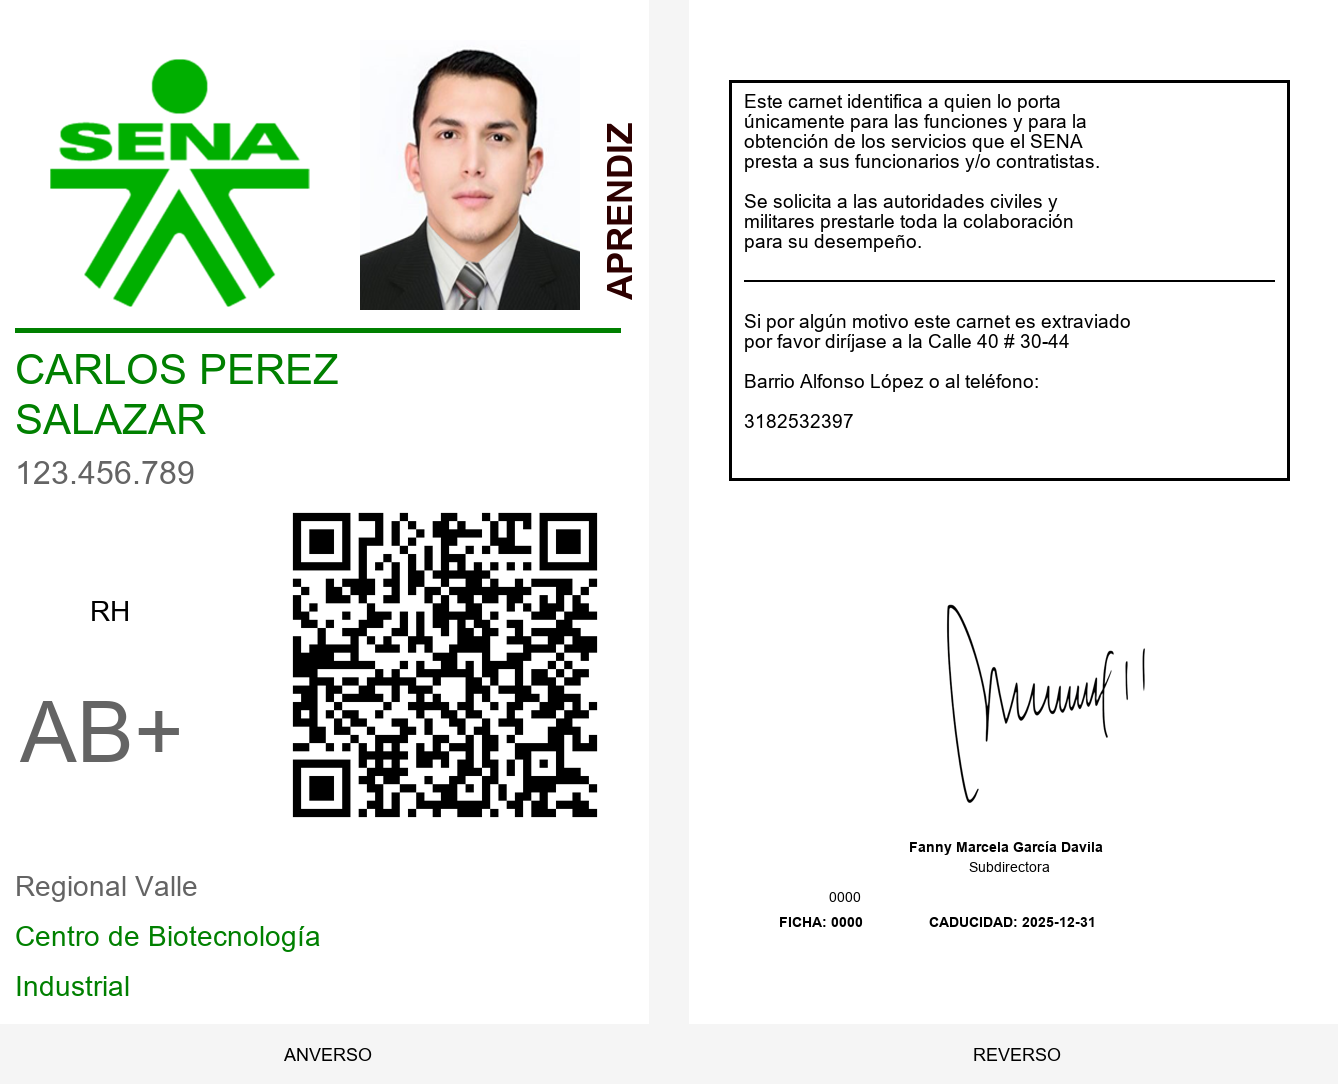 SENA
APRENDIZ
CARLOS PEREZ
SALAZAR
123.456.789
RH
AB+
Regional Valle
Centro de Biotecnología
Industrial
ANVERSO
Este carnet identifica a quien lo porta
únicamente para las funciones y para la
obtención de los servicios que el SENA
presta a sus funcionarios y/o contratistas.
Se solicita a las autoridades civiles y
militares prestarle toda la colaboración
para su desempeño.
Si por algún motivo este carnet es extraviado
por favor diríjase a la Calle 40 # 30-44
Barrio Alfonso López o al teléfono:
3182532397
Fanny Marcela García Davila
Subdirectora
0000
FICHA: 0000 CADUCIDAD: 2025-12-31
REVERSO